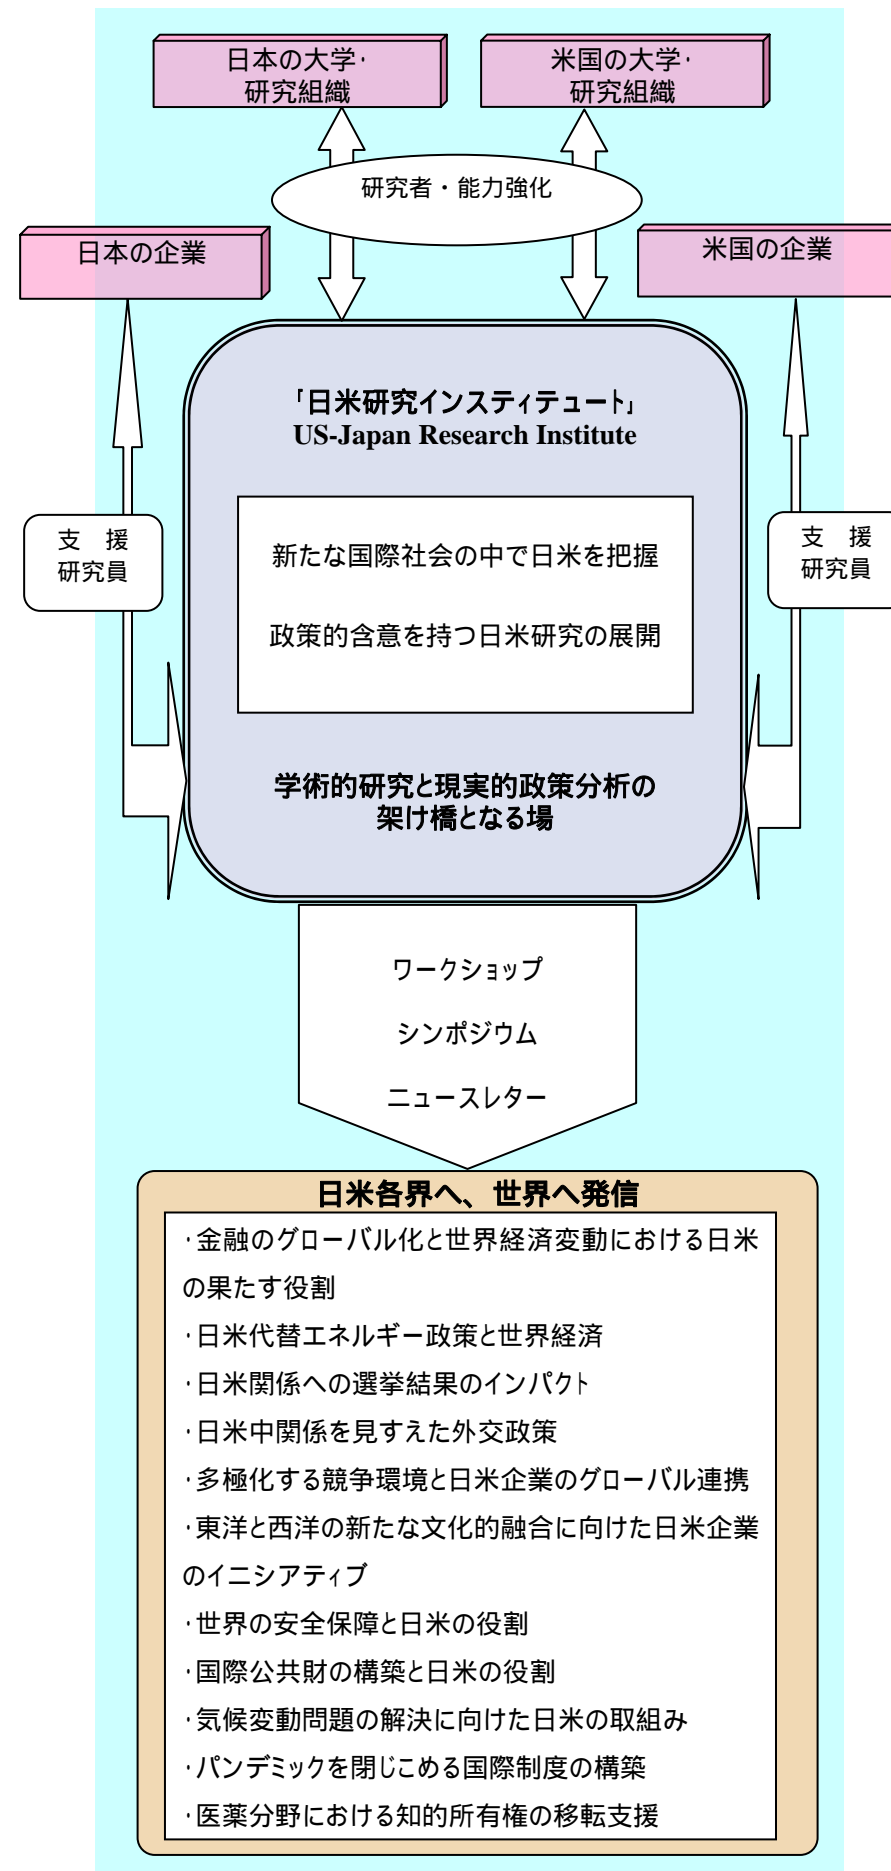 日本の大学・
研究組織
米国の大学・
研究組織
研究者・能力強化
日本の企業
米国の企業
「日米研究インスティテュート」
US-Japan Research Institute
支　援
研究員
支　援
研究員
新たな国際社会の中で日米を把握
政策的含意を持つ日米研究の展開
学術的研究と現実的政策分析の
架け橋となる場
ワークショップ
シンポジウム
ニュースレター
日米各界へ、世界へ発信
・金融のグローバル化と世界経済変動における日米
の果たす役割
・日米代替エネルギー政策と世界経済
・日米関係への選挙結果のインパクト
・日米中関係を見すえた外交政策
・多極化する競争環境と日米企業のグローバル連携
・東洋と西洋の新たな文化的融合に向けた日米企業
のイニシアティブ
・世界の安全保障と日米の役割
・国際公共財の構築と日米の役割
・気候変動問題の解決に向けた日米の取組み
・パンデミックを閉じこめる国際制度の構築
・医薬分野における知的所有権の移転支援